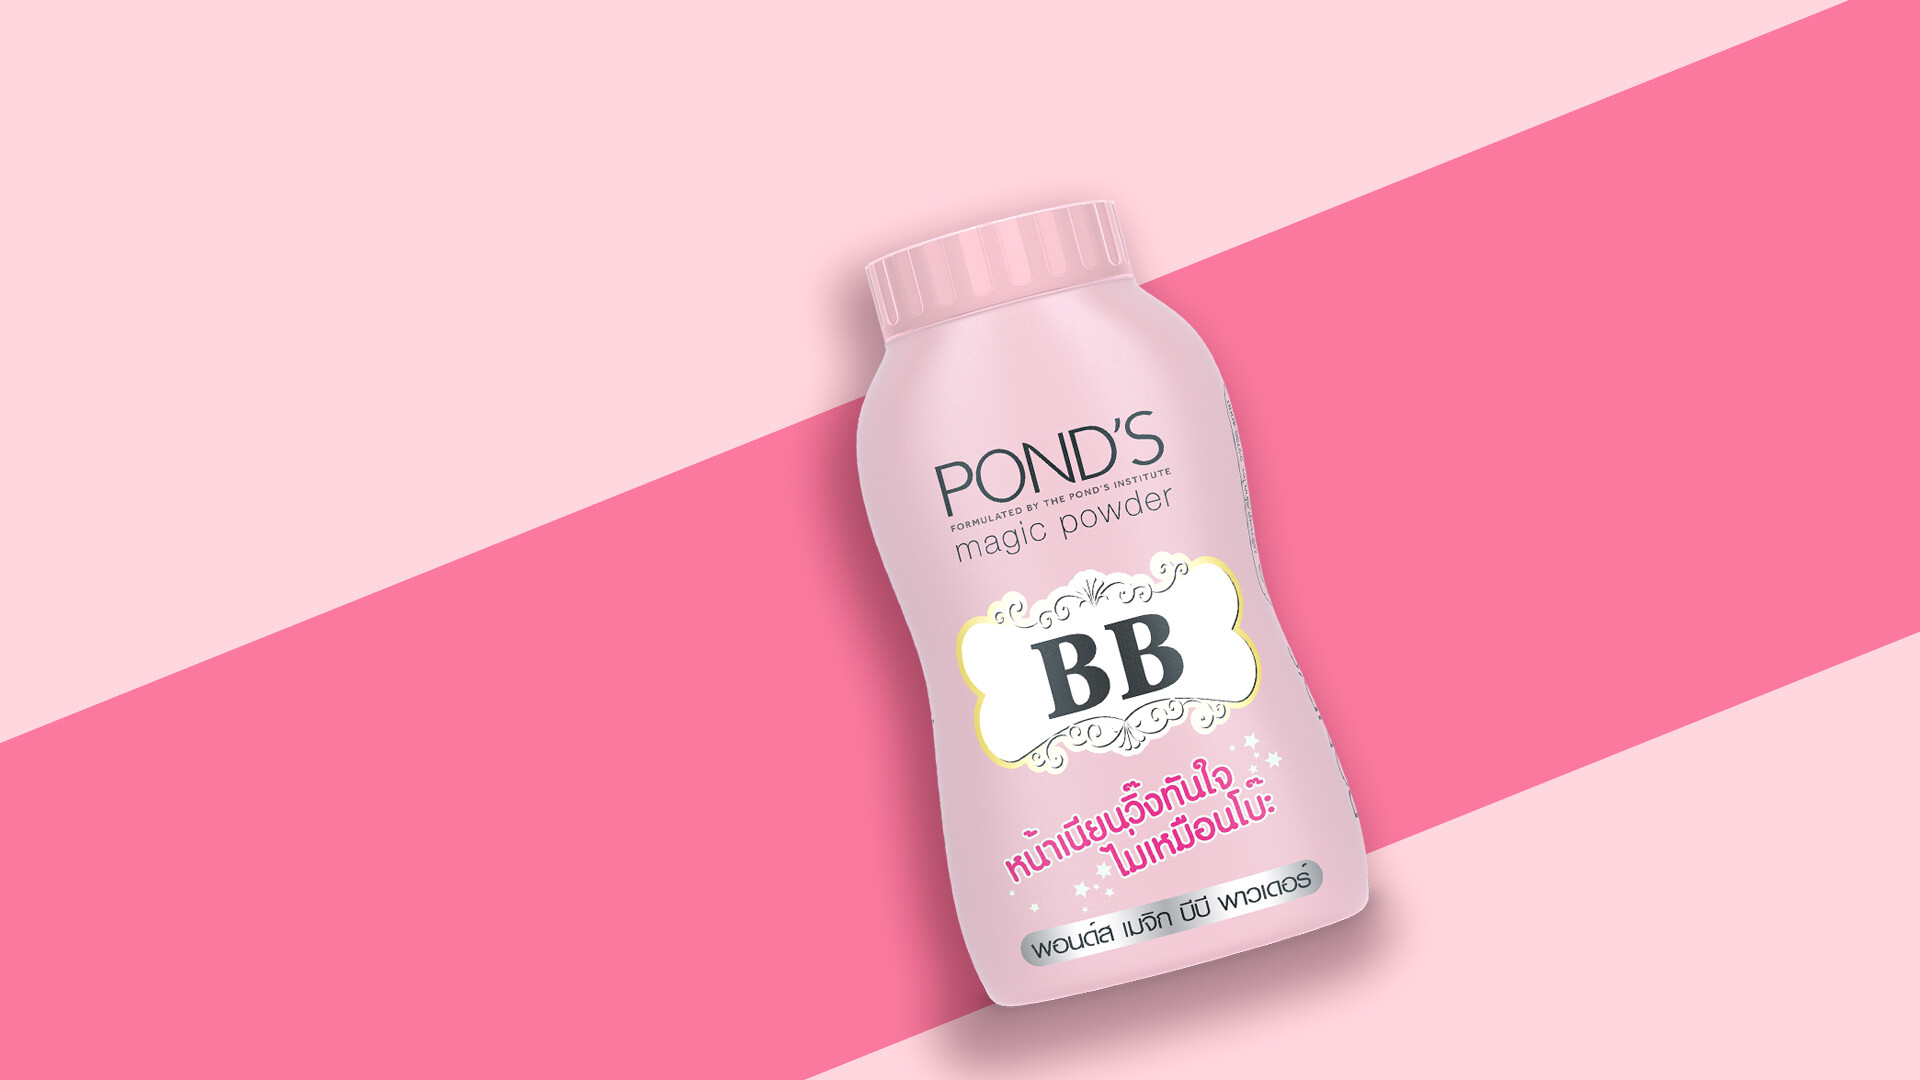 POND'S
FORMULATED BY THE POND'S INSTITUTE
magic powder
BB
หน้าเนียนวิ๊งทันใจ
ไม่เหมือนโบ๊ะ
พอนด์ส เมจิก บีบี พาวเดอร์